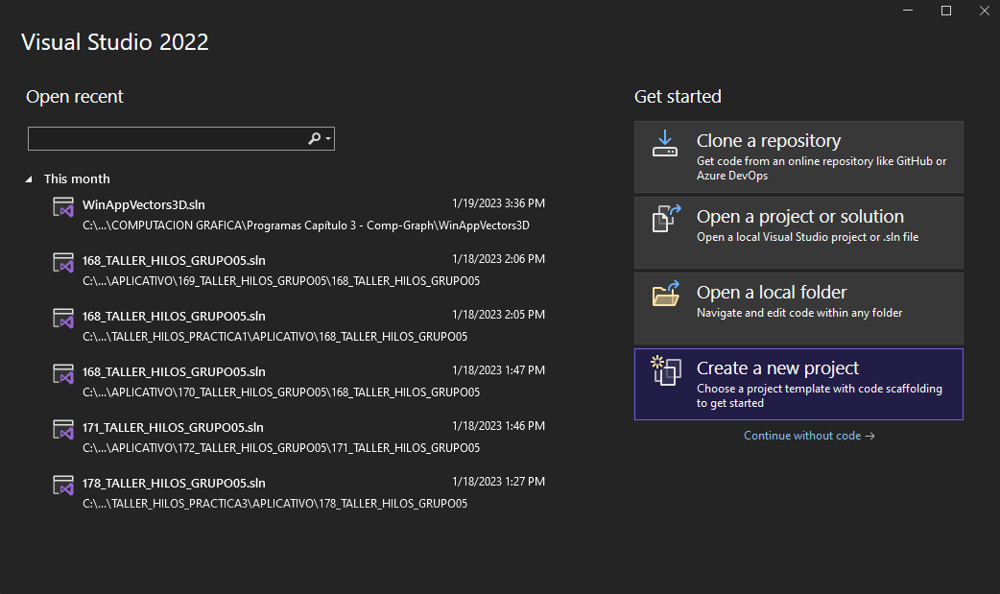 Visual Studio 2022
Open recent
This month
WinAppVectors3D.sln 1/19/2023 3:36 PM
C:\...\COMPUTACION GRAFICA\Programas Capítulo 3 - Comp-Graph\WinAppVectors3D
168_TALLER_HILOS_GRUPO05.sln 1/18/2023 2:06 PM
C:\...\APLICATIVO\169_TALLER_HILOS_GRUPO05\168_TALLER_HILOS_GRUPO05
168_TALLER_HILOS_GRUPO05.sln 1/18/2023 2:05 PM
C:\...\TALLER_HILOS_PRACTICA1\APLICATIVO\168_TALLER_HILOS_GRUPO05
168_TALLER_HILOS_GRUPO05.sln 1/18/2023 1:47 PM
C:\...\APLICATIVO\170_TALLER_HILOS_GRUPO05\168_TALLER_HILOS_GRUPO05
171_TALLER_HILOS_GRUPO05.sln 1/18/2023 1:46 PM
C:\...\APLICATIVO\172_TALLER_HILOS_GRUPO05\171_TALLER_HILOS_GRUPO05
178_TALLER_HILOS_GRUPO05.sln 1/18/2023 1:27 PM
C:\...\TALLER_HILOS_PRACTICA3\APLICATIVO\178_TALLER_HILOS_GRUPO05
Get started
Clone a repository
Get code from an online repository like GitHub or
Azure DevOps
Open a project or solution
Open a local Visual Studio project or .sln file
Open a local folder
Navigate and edit code within any folder
Create a new project
Choose a project template with code scaffolding
to get started
Continue without code →